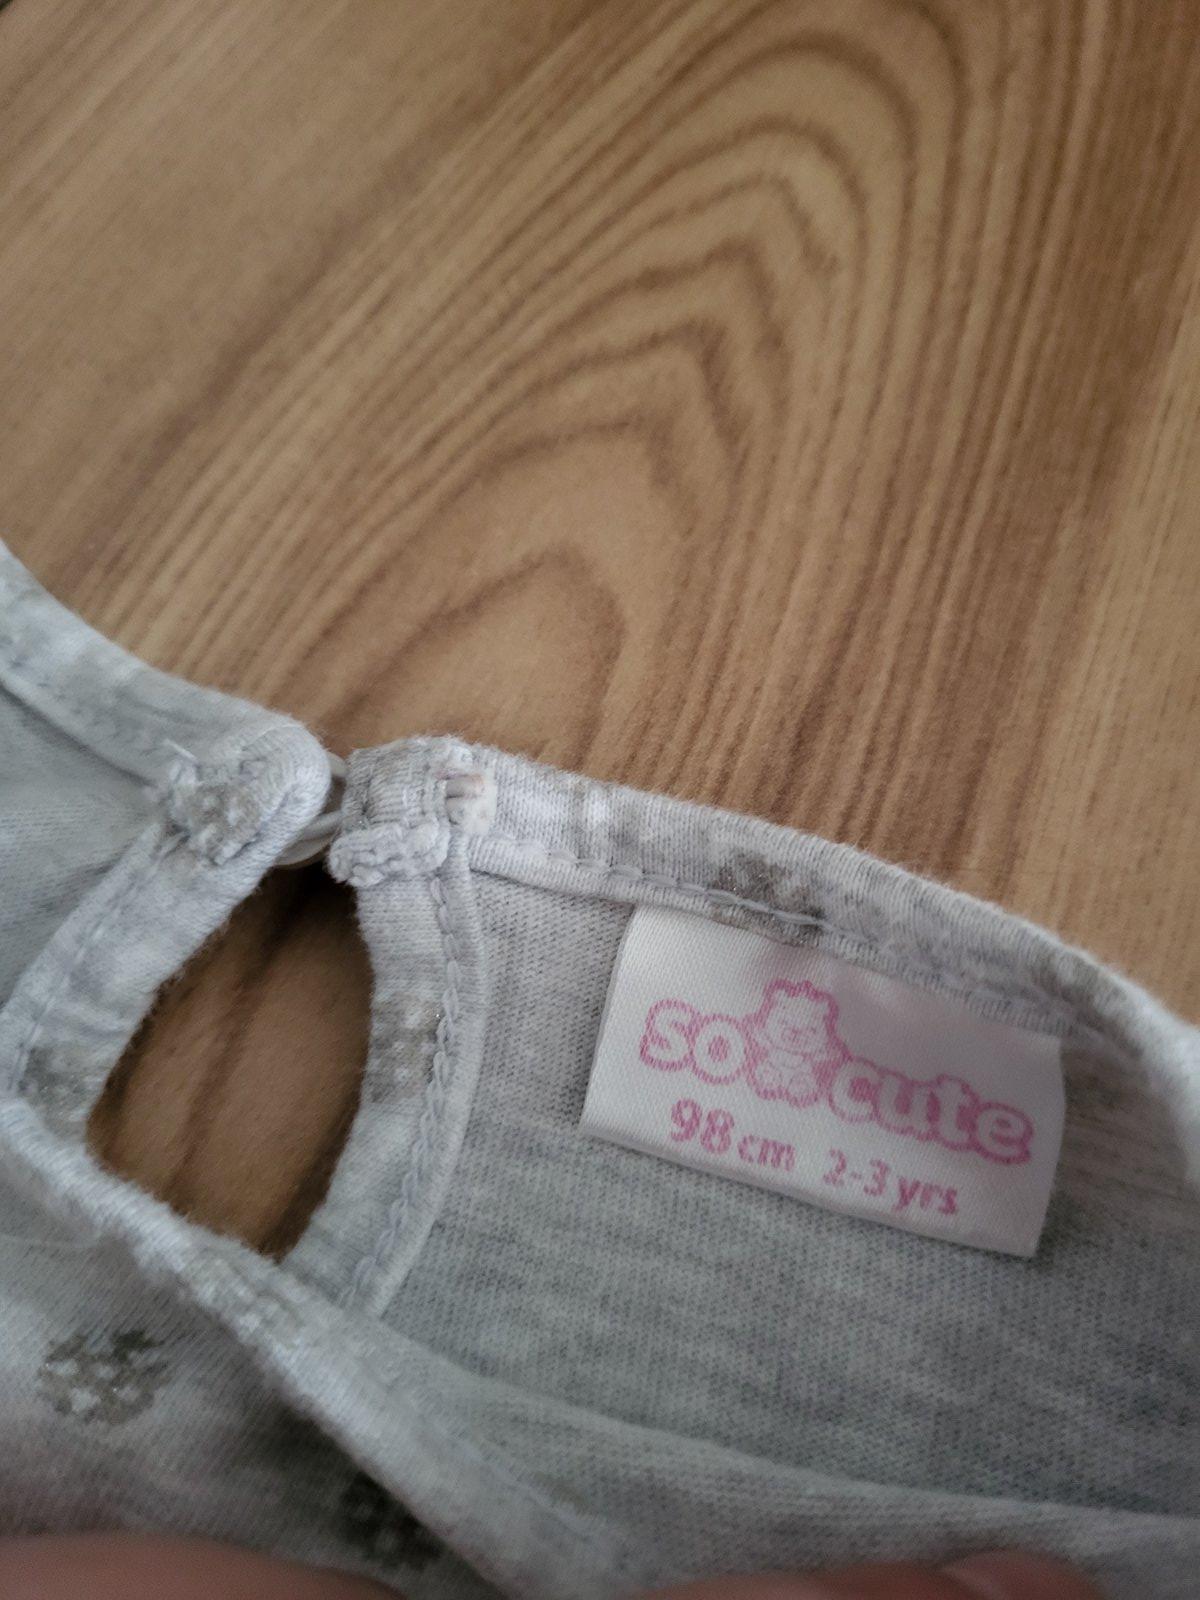 so cute
98 cm 2-3 yrs